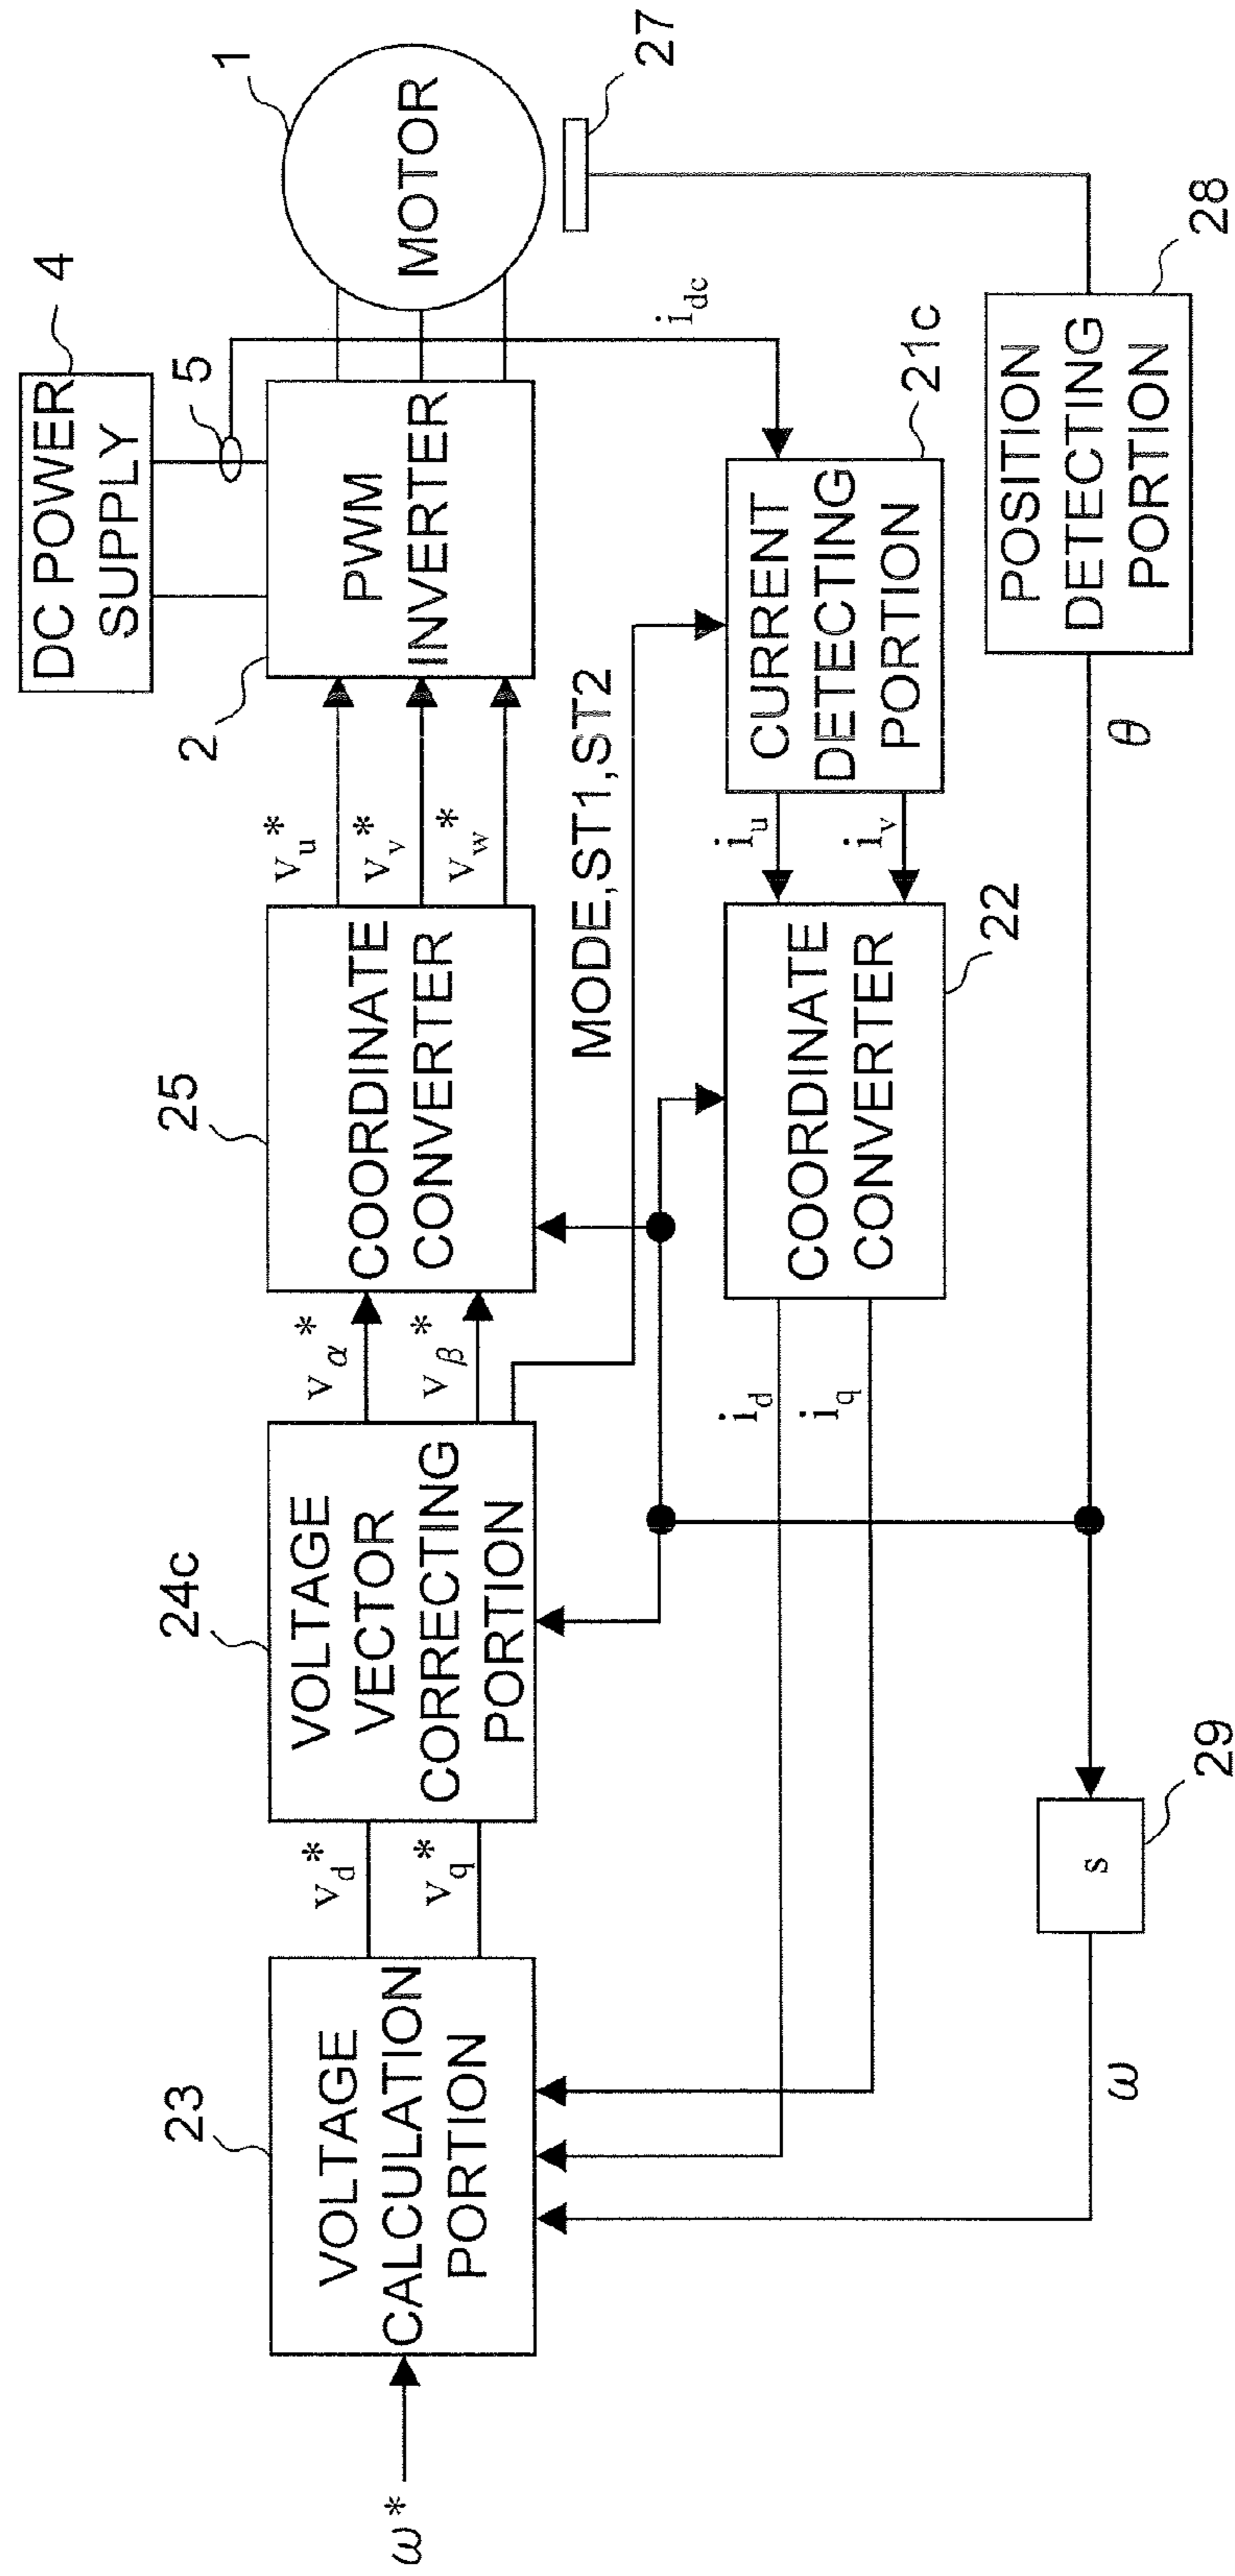 DC POWER
SUPPLY
4
5
1
MOTOR
27
2
PWM
INVERTER
i_dc
v_u*
v_v*
v_w*
25
COORDINATE
CONVERTER
v_α*
v_β*
24c
VOLTAGE
VECTOR
CORRECTING
PORTION
v_d*
v_q*
23
VOLTAGE
CALCULATION
PORTION
ω*
MODE,ST1,ST2
21c
CURRENT
DETECTING
PORTION
i_u
i_v
22
COORDINATE
CONVERTER
i_d
i_q
28
POSITION
DETECTING
PORTION
θ
s
29
ω